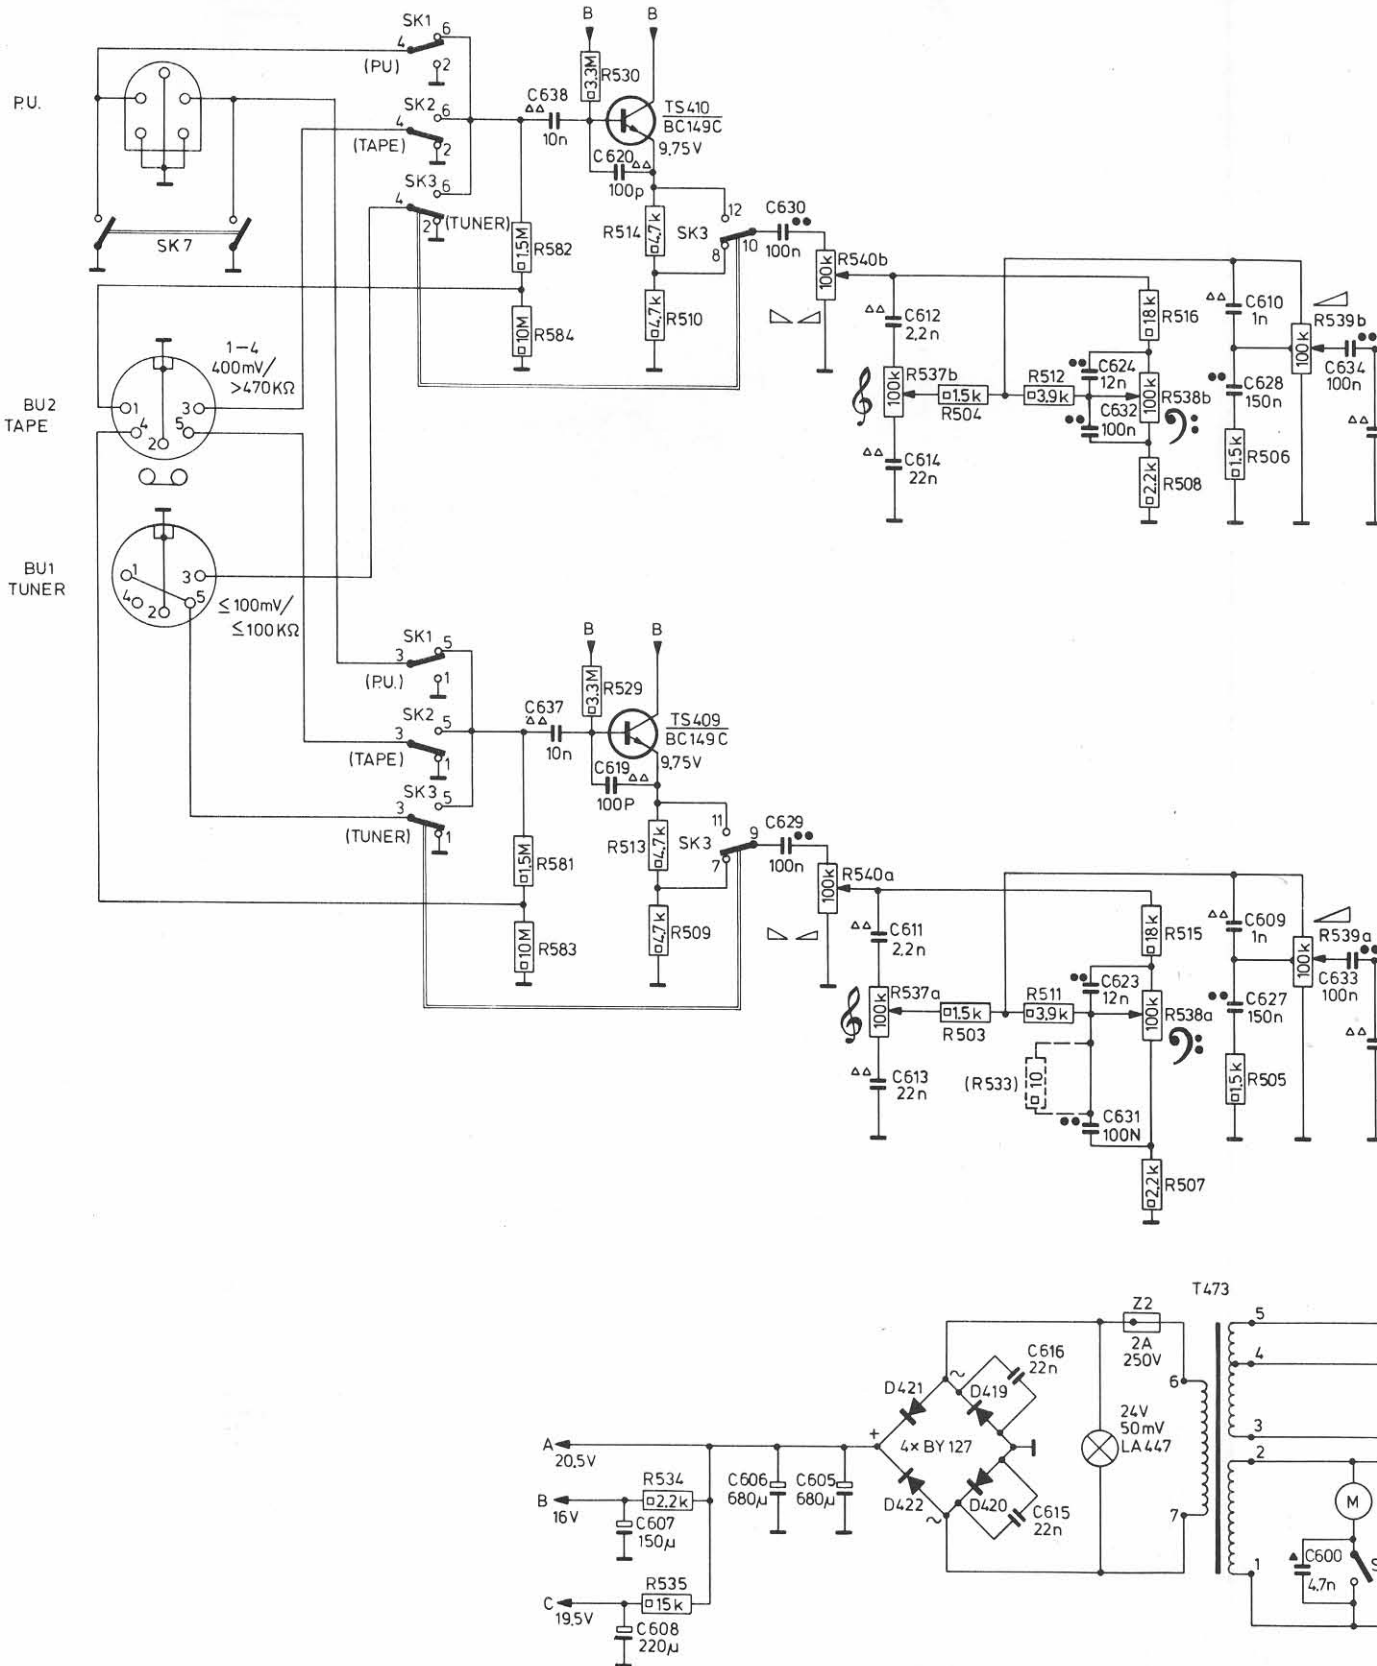 P.U.
SK1
4
6
(PU)
2
SK2
4
6
(TAPE)
2
SK3
4
6
2
(TUNER)
SK7
C638
10n
B
B
3.3M
R530
TS410
BC149C
9.75V
C620
100p
1.5M
R582
10M
R584
R514
4.7k
4.7k
R510
SK3
12
10
8
C630
100n
R540b
100k
C612
2,2n
R537b
100k
1.5k
R504
C614
22n
R512
3.9k
C624
12n
C632
100n
18k
R516
100k
R538b
2.2k
R508
C610
1n
C628
150n
1.5k
R506
R539b
100k
C634
100n
BU2
TAPE
1–4
400mV/
>470KΩ
1
4
2
3
5
BU1
TUNER
1
4
2
3
5
≤100mV/
≤100KΩ
SK1
3
5
(P.U.)
1
SK2
3
5
(TAPE)
1
SK3
3
5
(TUNER)
1
C637
10n
B
B
3.3M
R529
TS409
BC149C
9.75V
C619
100P
1.5M
R581
10M
R583
R513
4.7k
4.7k
R509
SK3
11
9
7
C629
100n
R540a
100k
C611
2,2n
R537a
100k
1.5k
R503
C613
22n
R511
3.9k
(R533)
10
C623
12n
C631
100N
18k
R515
100k
R538a
2.2k
R507
C609
1n
C627
150n
1.5k
R505
R539a
100k
C633
100n
T473
Z2
2A
250V
5
4
3
2
1
6
7
C616
22n
D421
D419
4x BY127
D422
D420
C615
22n
~
~
+
24V
50mV
LA447
M
C600
4.7n
S
A
20.5V
R534
2.2k
B
16V
C607
150µ
C606
680µ
C605
680µ
R535
15k
C
19.5V
C608
220µ